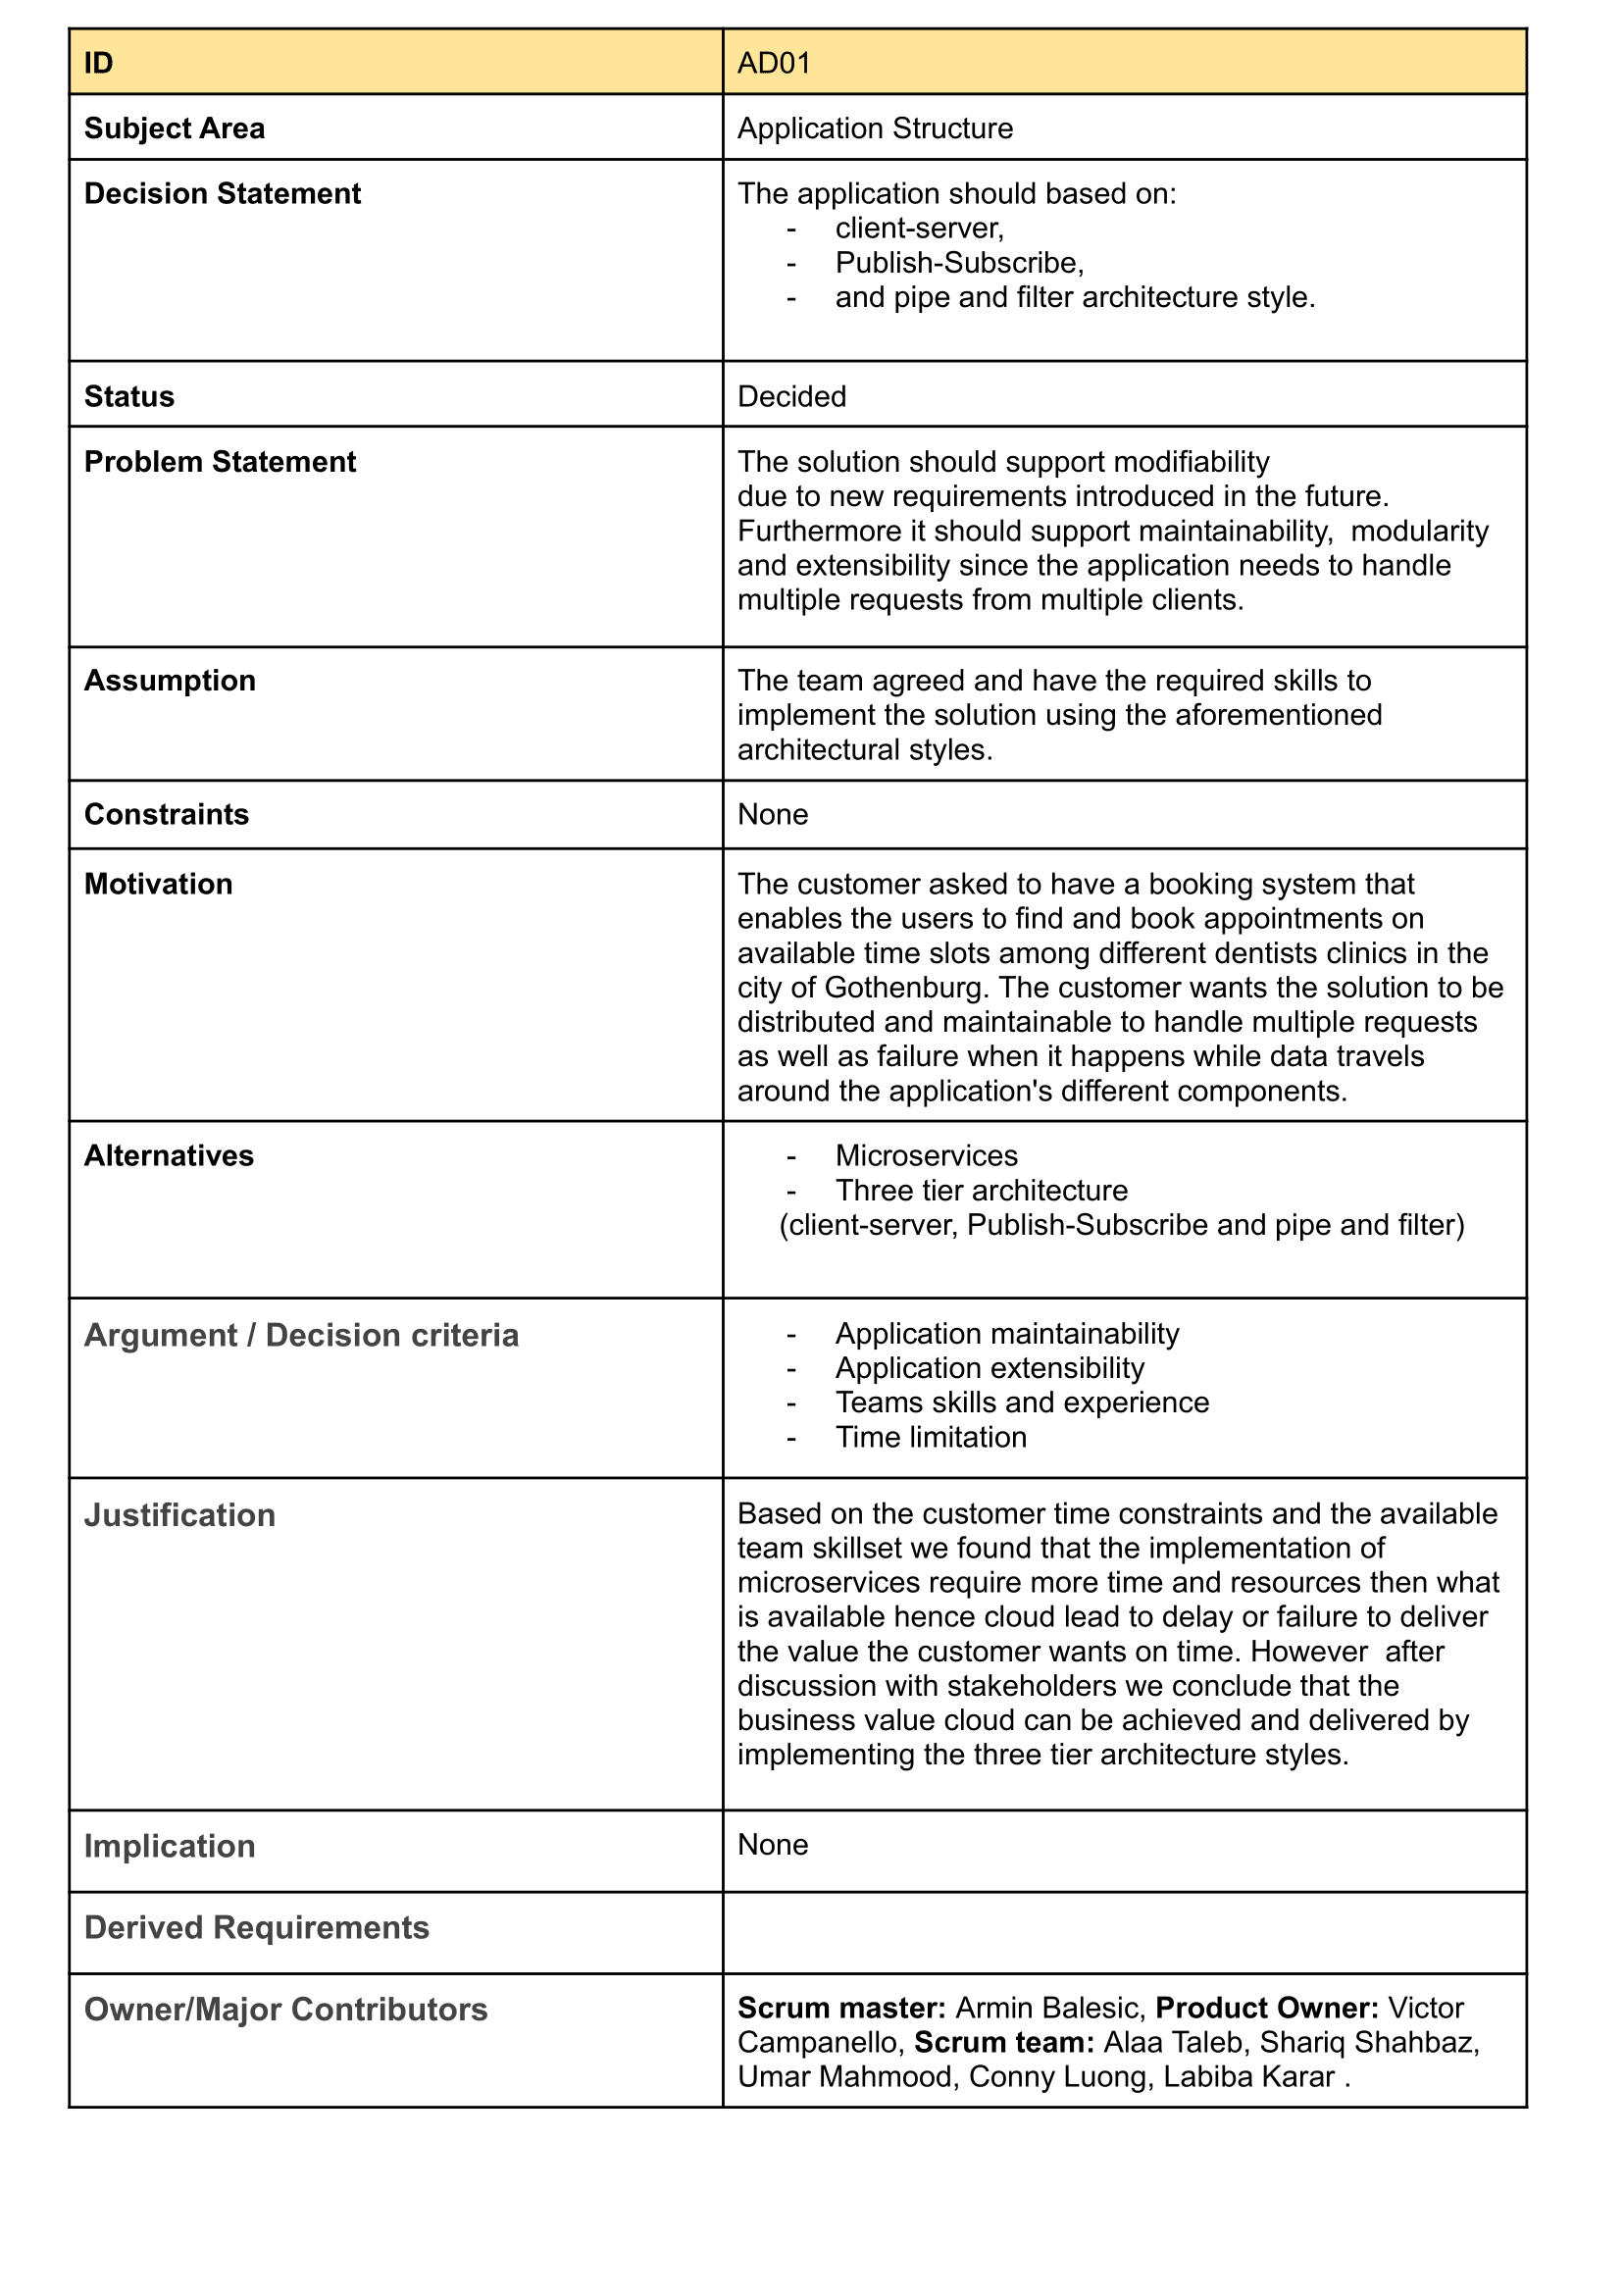 ID
AD01
Subject Area
Application Structure
Decision Statement
The application should based on:
- client-server,
- Publish-Subscribe,
- and pipe and filter architecture style.
Status
Decided
Problem Statement
The solution should support modifiability
due to new requirements introduced in the future.
Furthermore it should support maintainability,  modularity
and extensibility since the application needs to handle
multiple requests from multiple clients.
Assumption
The team agreed and have the required skills to
implement the solution using the aforementioned
architectural styles.
Constraints
None
Motivation
The customer asked to have a booking system that
enables the users to find and book appointments on
available time slots among different dentists clinics in the
city of Gothenburg. The customer wants the solution to be
distributed and maintainable to handle multiple requests
as well as failure when it happens while data travels
around the application's different components.
Alternatives
- Microservices
- Three tier architecture
(client-server, Publish-Subscribe and pipe and filter)
Argument / Decision criteria
- Application maintainability
- Application extensibility
- Teams skills and experience
- Time limitation
Justification
Based on the customer time constraints and the available
team skillset we found that the implementation of
microservices require more time and resources then what
is available hence cloud lead to delay or failure to deliver
the value the customer wants on time. However  after
discussion with stakeholders we conclude that the
business value cloud can be achieved and delivered by
implementing the three tier architecture styles.
Implication
None
Derived Requirements
Owner/Major Contributors
Scrum master: Armin Balesic, Product Owner: Victor
Campanello, Scrum team: Alaa Taleb, Shariq Shahbaz,
Umar Mahmood, Conny Luong, Labiba Karar .